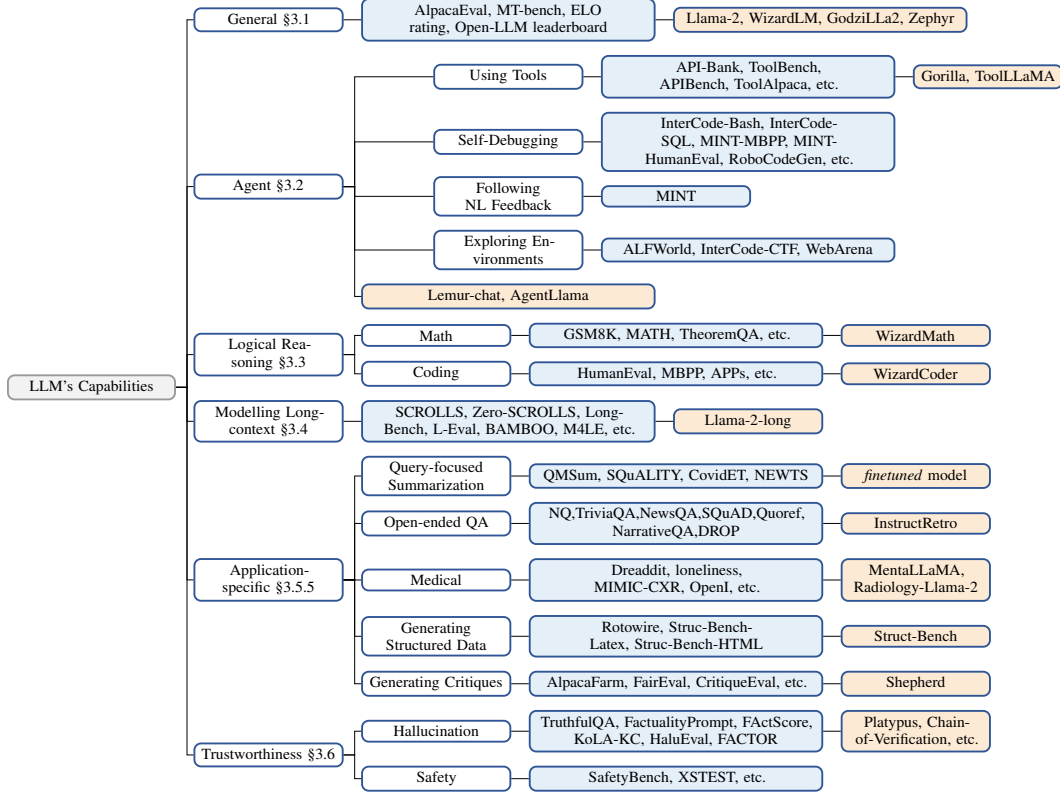 General §3.1
AlpacaEval, MT-bench, ELO
rating, Open-LLM leaderboard
Llama-2, WizardLM, GodziLLa2, Zephyr
Using Tools
API-Bank, ToolBench,
APIBench, ToolAlpaca, etc.
Gorilla, ToolLLaMA
Self-Debugging
InterCode-Bash, InterCode-
SQL, MINT-MBPP, MINT-
HumanEval, RoboCodeGen, etc.
Agent §3.2
Following
NL Feedback
MINT
Exploring En-
vironments
ALFWorld, InterCode-CTF, WebArena
Lemur-chat, AgentLlama
Logical Rea-
soning §3.3
Math
GSM8K, MATH, TheoremQA, etc.
WizardMath
Coding
HumanEval, MBPP, APPs, etc.
WizardCoder
LLM's Capabilities
Modelling Long-
context §3.4
SCROLLS, Zero-SCROLLS, Long-
Bench, L-Eval, BAMBOO, M4LE, etc.
Llama-2-long
Query-focused
Summarization
QMSum, SQuALITY, CovidET, NEWTS
finetuned model
Open-ended QA
NQ,TriviaQA,NewsQA,SQuAD,Quoref,
NarrativeQA,DROP
InstructRetro
Application-
specific §3.5.5
Medical
Dreaddit, loneliness,
MIMIC-CXR, OpenI, etc.
MentaLLaMA,
Radiology-Llama-2
Generating
Structured Data
Rotowire, Struc-Bench-
Latex, Struc-Bench-HTML
Struct-Bench
Generating Critiques
AlpacaFarm, FairEval, CritiqueEval, etc.
Shepherd
Hallucination
TruthfulQA, FactualityPrompt, FActScore,
KoLA-KC, HaluEval, FACTOR
Platypus, Chain-
of-Verification, etc.
Trustworthiness §3.6
Safety
SafetyBench, XSTEST, etc.